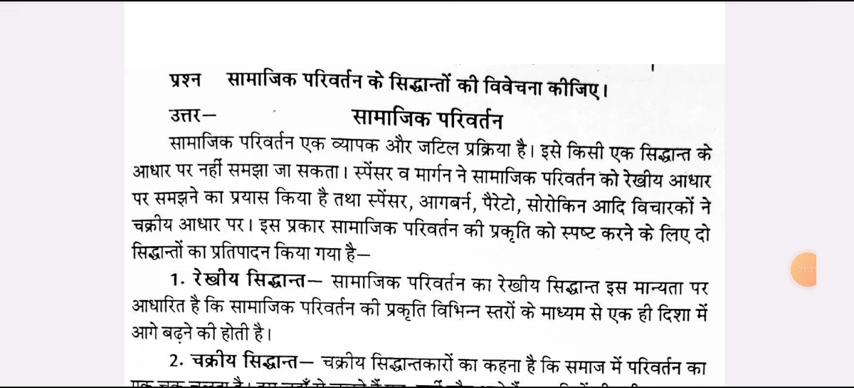 प्रश्न सामाजिक परिवर्तन के सिद्धान्तों की विवेचना कीजिए।
उत्तर— सामाजिक परिवर्तन
सामाजिक परिवर्तन एक व्यापक और जटिल प्रक्रिया है। इसे किसी एक सिद्धान्त के
आधार पर नहीं समझा जा सकता। स्पेंसर व मार्गन ने सामाजिक परिवर्तन को रेखीय आधार
पर समझने का प्रयास किया है तथा स्पेंसर, आगबर्न, पैरेटो, सोरोकिन आदि विचारकों ने
चक्रीय आधार पर। इस प्रकार सामाजिक परिवर्तन की प्रकृति को स्पष्ट करने के लिए दो
सिद्धान्तों का प्रतिपादन किया गया है—
1. रेखीय सिद्धान्त— सामाजिक परिवर्तन का रेखीय सिद्धान्त इस मान्यता पर
आधारित है कि सामाजिक परिवर्तन की प्रकृति विभिन्न स्तरों के माध्यम से एक ही दिशा में
आगे बढ़ने की होती है।
2. चक्रीय सिद्धान्त— चक्रीय सिद्धान्तकारों का कहना है कि समाज में परिवर्तन का